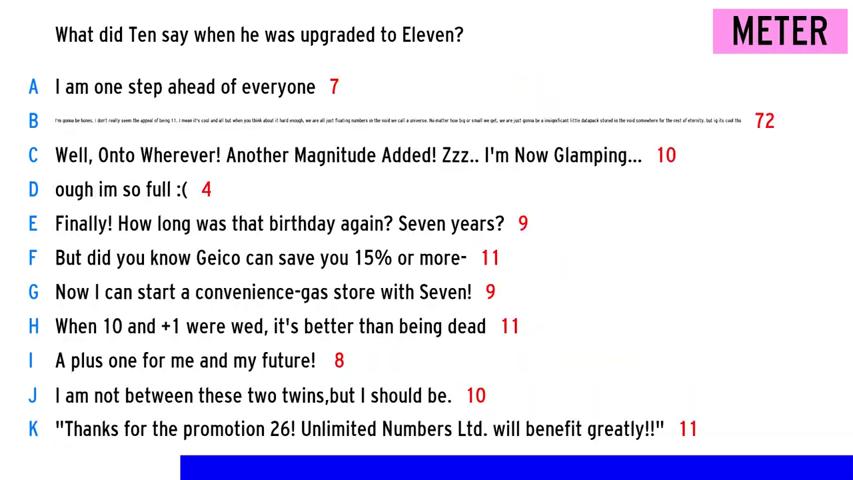 What did Ten say when he was upgraded to Eleven?
METER
A I am one step ahead of everyone 7
B I'm gonna be hones, i don't really seem the appeal of being 11. I mean it's cool and all but when you think about it hard enough, we are all just floating numbers in the void we call a universe. No matter how big or small we get, we are just gonna be a insignificant little datapack stored in the void somewhere for the rest of eternity. but ig its cool tho 72
C Well, Onto Wherever! Another Magnitude Added! Zzz.. I'm Now Glamping... 10
D ough im so full :( 4
E Finally! How long was that birthday again? Seven years? 9
F But did you know Geico can save you 15% or more- 11
G Now I can start a convenience-gas store with Seven! 9
H When 10 and +1 were wed, it's better than being dead 11
I A plus one for me and my future! 8
J I am not between these two twins,but I should be. 10
K "Thanks for the promotion 26! Unlimited Numbers Ltd. will benefit greatly!!" 11